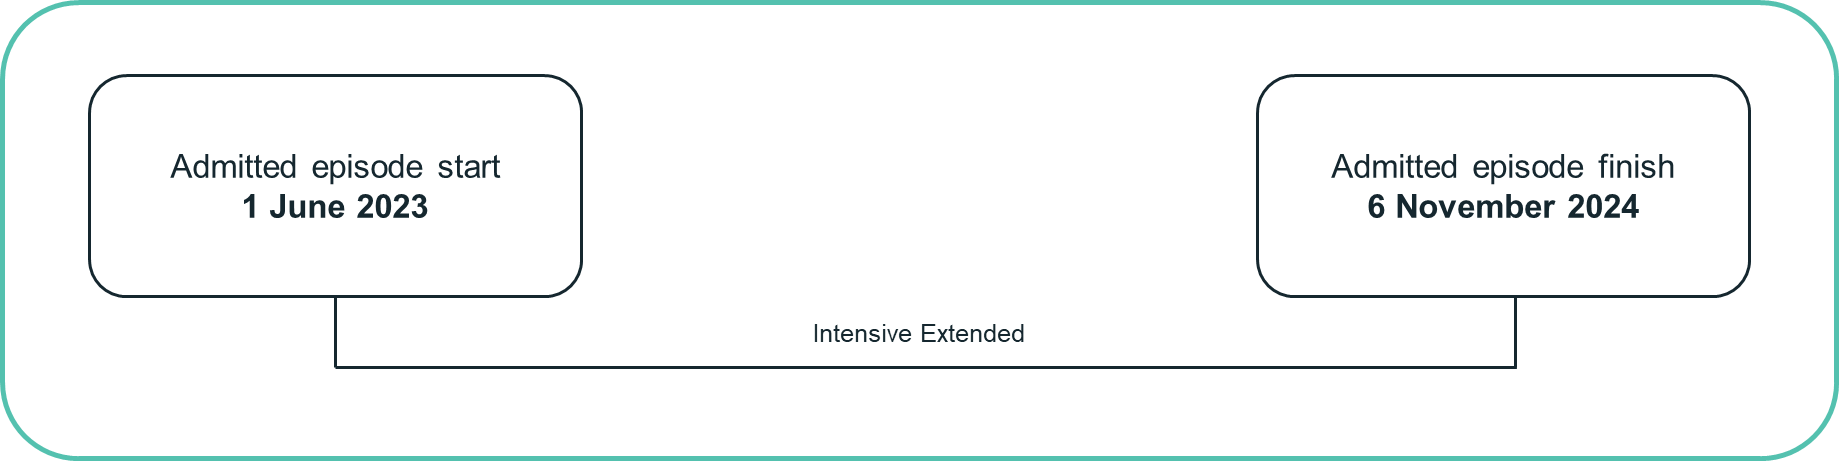 Admitted episode start
1 June 2023
Admitted episode finish
6 November 2024
Intensive Extended